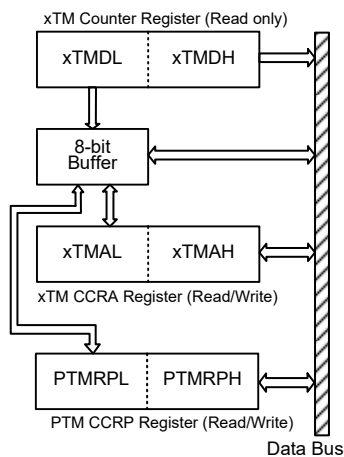 xTM Counter Register (Read only)
xTMDL xTMDH
8-bit
Buffer
xTMAL xTMAH
xTM CCRA Register (Read/Write)
PTMRPL PTMRPH
PTM CCRP Register (Read/Write)
Data Bus